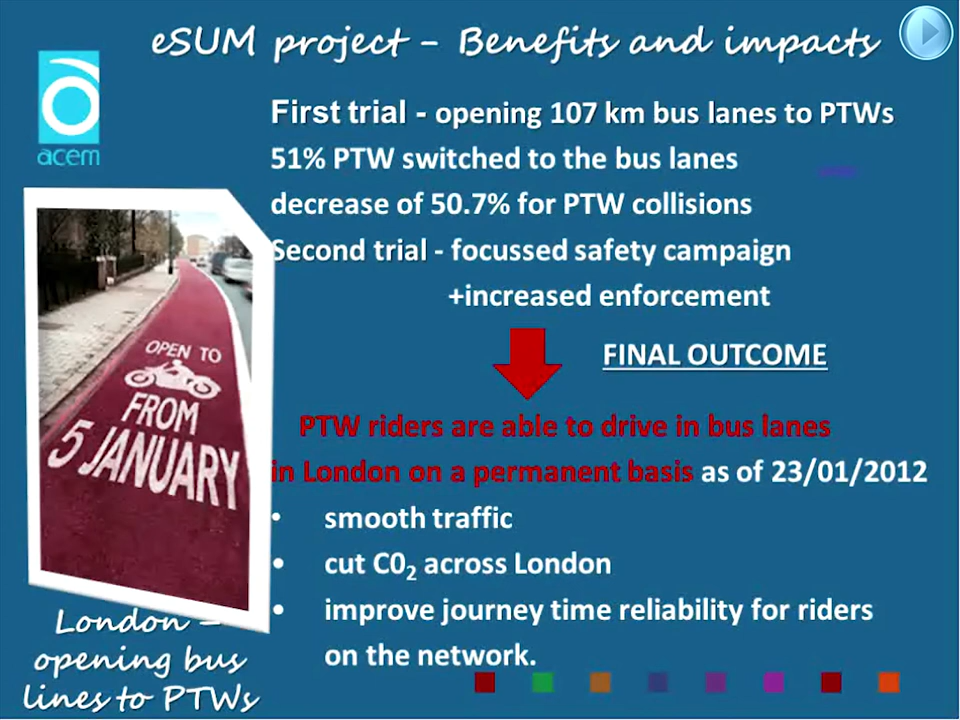 eSUM project - Benefits and impacts
acem
First trial - opening 107 km bus lanes to PTWs
51% PTW switched to the bus lanes
decrease of 50.7% for PTW collisions
Second trial - focussed safety campaign
+increased enforcement
FINAL OUTCOME
PTW riders are able to drive in bus lanes
in London on a permanent basis as of 23/01/2012
• smooth traffic
• cut C0₂ across London
• improve journey time reliability for riders
on the network.
OPEN TO
FROM
5 JANUARY
London –
opening bus
lines to PTWs